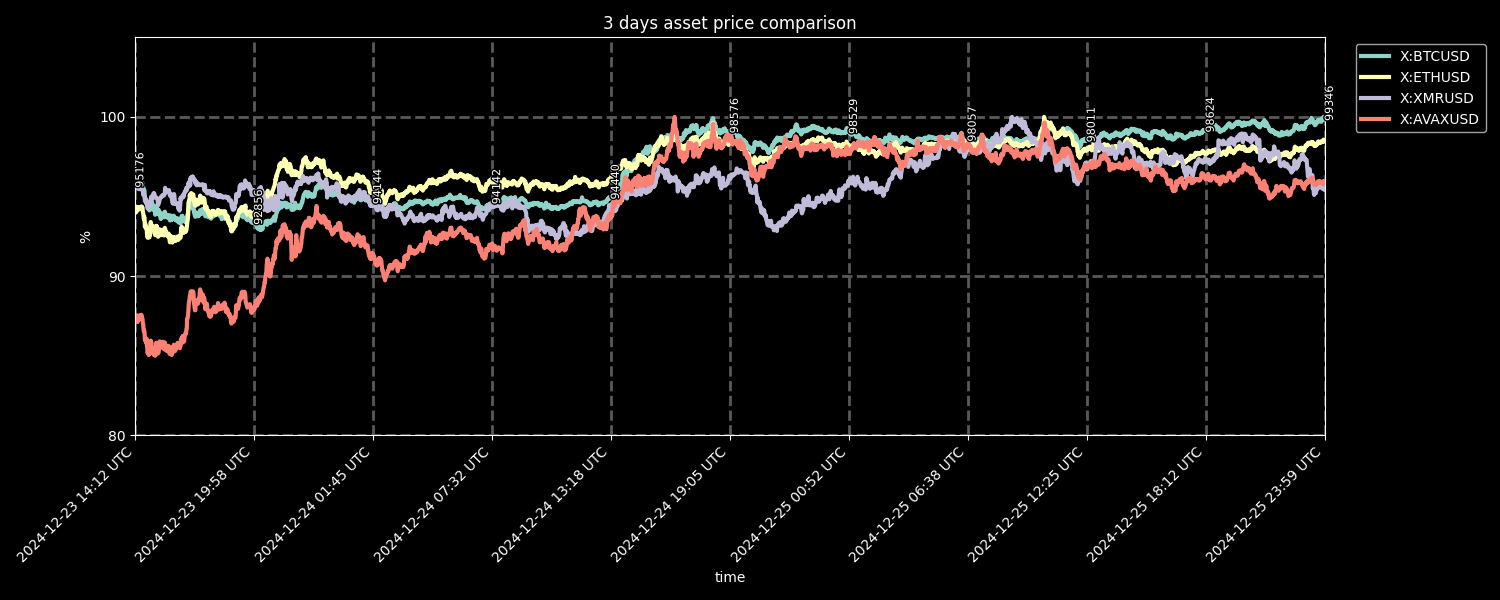 3 days asset price comparison
X:BTCUSD
X:ETHUSD
X:XMRUSD
X:AVAXUSD
%
100
90
80
95176
92856
94144
94142
94440
98576
98529
98057
98011
98624
99346
2024-12-23 14:12 UTC
2024-12-23 19:58 UTC
2024-12-24 01:45 UTC
2024-12-24 07:32 UTC
2024-12-24 13:18 UTC
2024-12-24 19:05 UTC
2024-12-25 00:52 UTC
2024-12-25 06:38 UTC
2024-12-25 12:25 UTC
2024-12-25 18:12 UTC
2024-12-25 23:59 UTC
time